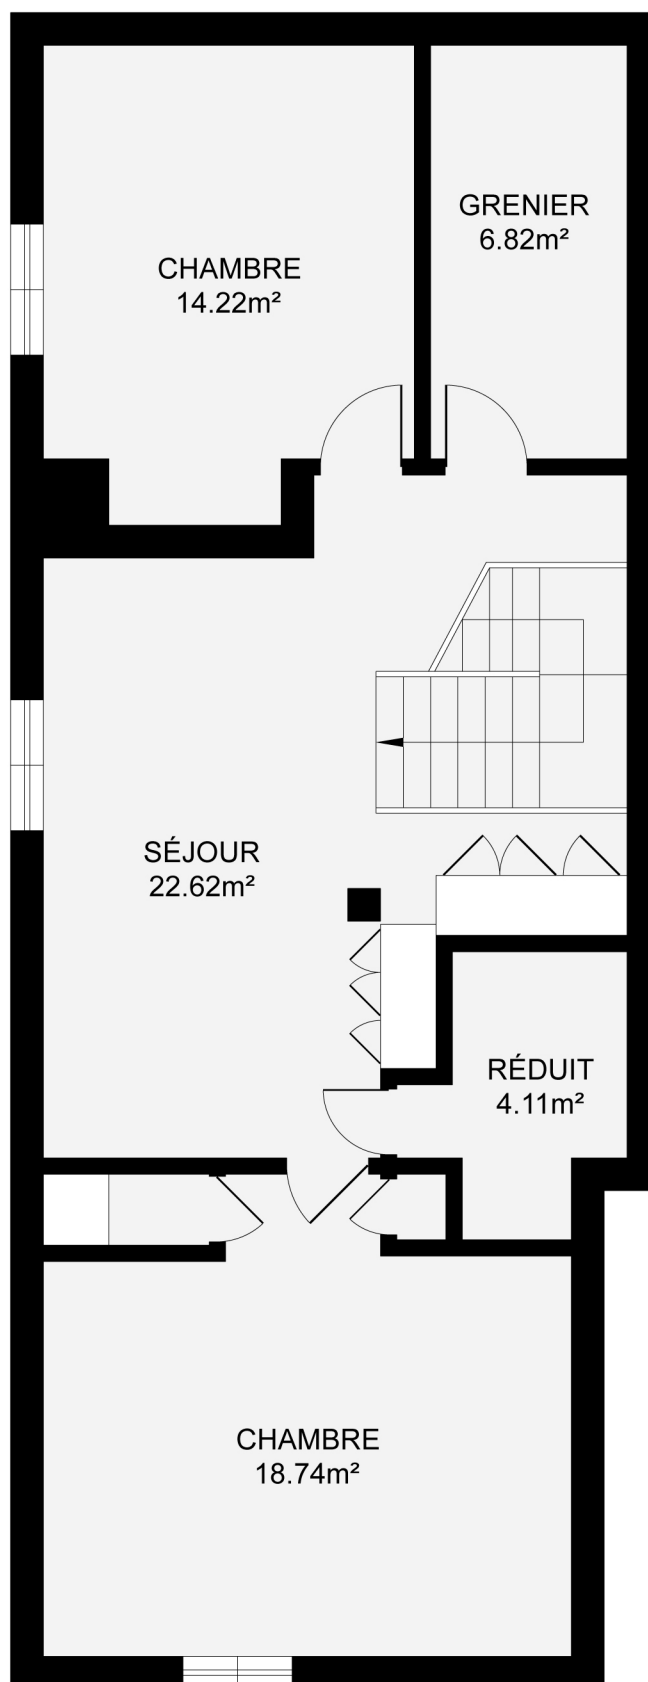 GRENIER
6.82m²
CHAMBRE
14.22m²
SÉJOUR
22.62m²
RÉDUIT
4.11m²
CHAMBRE
18.74m²